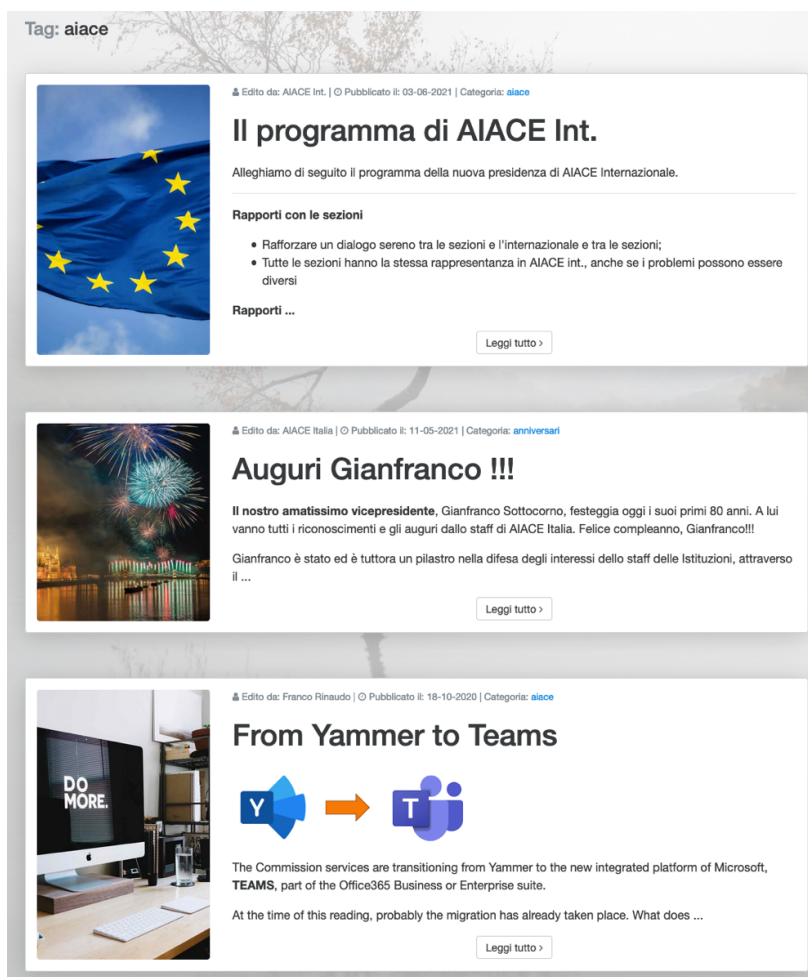 Tag: aiace
Edito da: AIACE Int. | Pubblicato il: 03-06-2021 | Categoria: aiace
Il programma di AIACE Int.
Alleghiamo di seguito il programma della nuova presidenza di AIACE Internazionale.
Rapporti con le sezioni
• Rafforzare un dialogo sereno tra le sezioni e l'internazionale e tra le sezioni;
• Tutte le sezioni hanno la stessa rappresentanza in AIACE int., anche se i problemi possono essere
diversi
Rapporti ...
Leggi tutto ›
Edito da: AIACE Italia | Pubblicato il: 11-05-2021 | Categoria: anniversari
Auguri Gianfranco !!!
Il nostro amatissimo vicepresidente, Gianfranco Sottocorno, festeggia oggi i suoi primi 80 anni. A lui
vanno tutti i riconoscimenti e gli auguri dallo staff di AIACE Italia. Felice compleanno, Gianfranco!!!
Gianfranco è stato ed è tuttora un pilastro nella difesa degli interessi dello staff delle Istituzioni, attraverso
il ...
Leggi tutto ›
Edito da: Franco Rinaudo | Pubblicato il: 18-10-2020 | Categoria: aiace
From Yammer to Teams
DO
MORE.
Y T
The Commission services are transitioning from Yammer to the new integrated platform of Microsoft,
TEAMS, part of the Office365 Business or Enterprise suite.
At the time of this reading, probably the migration has already taken place. What does ...
Leggi tutto ›